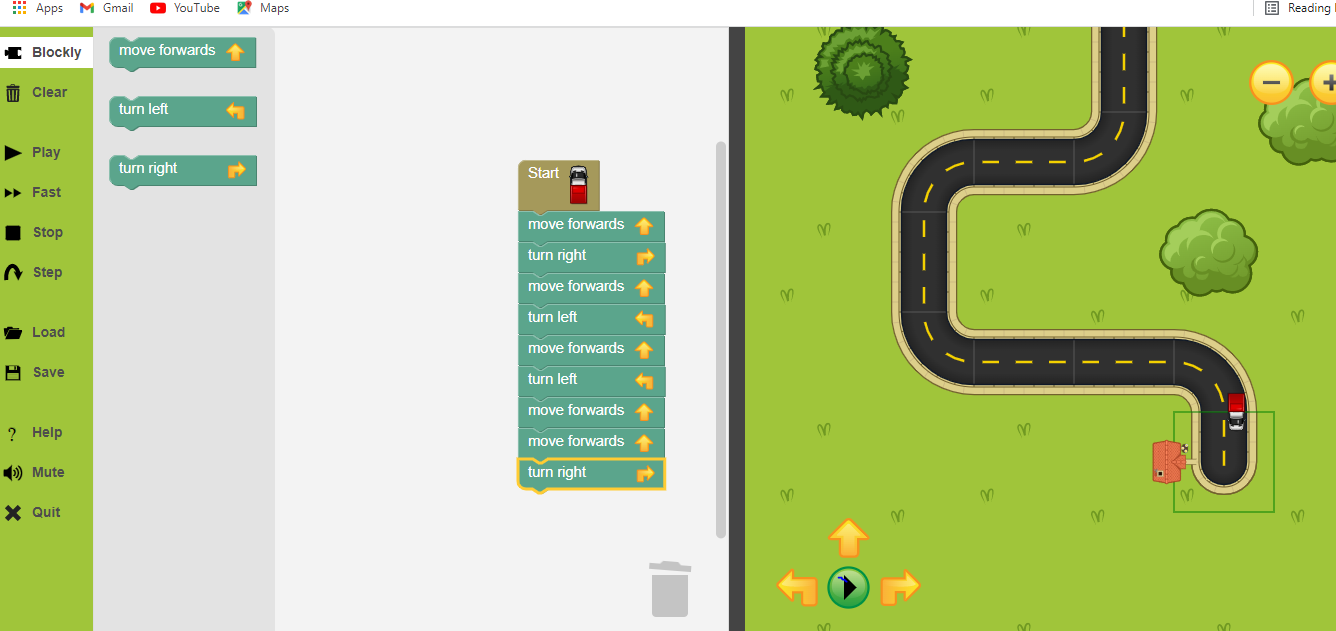 Apps Gmail YouTube Maps Reading
Blockly
Clear
Play
Fast
Stop
Step
Load
Save
Help
Mute
Quit
move forwards
turn left
turn right
Start
move forwards
turn right
move forwards
turn left
move forwards
turn left
move forwards
move forwards
turn right